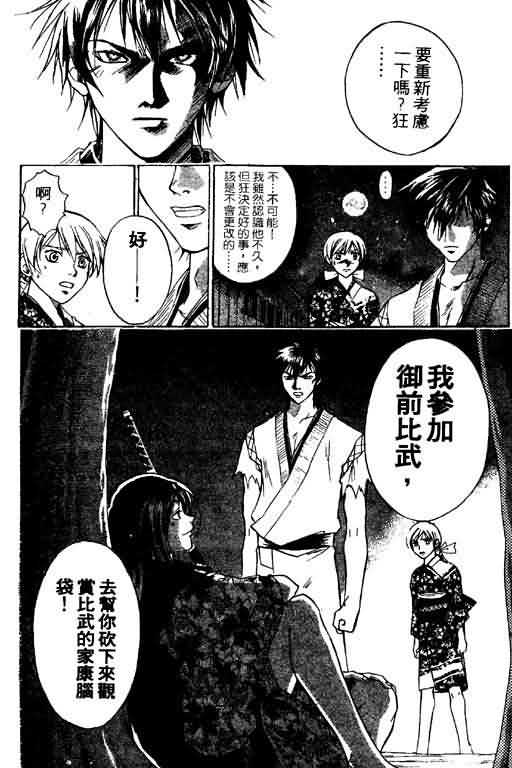 要重新考慮
一下嗎?狂
……
……
不…不可能!
我雖然認識他不久,
但狂決定好的事,應
該是不會更改的……
好——!
啊?
我參加
御前比武,
去幫你砍下來觀
賞比武的家康腦
袋!